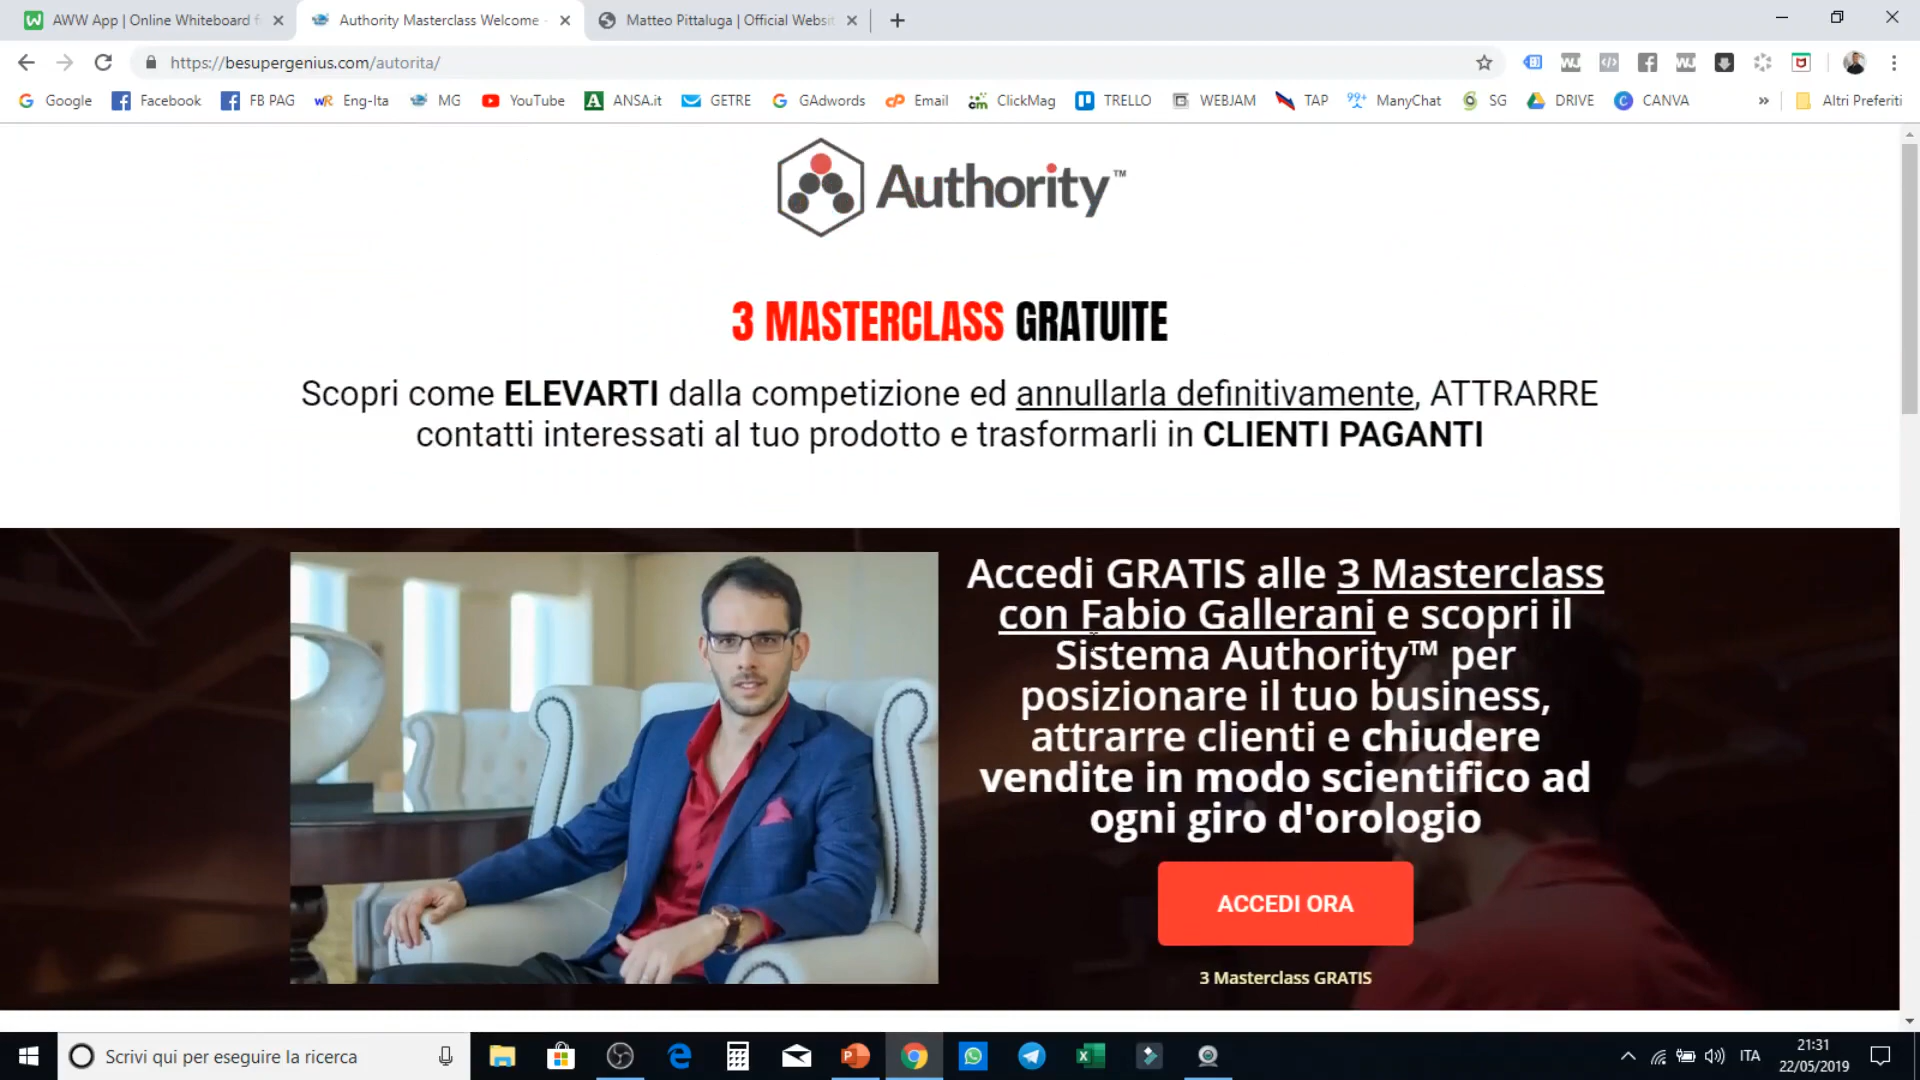 AWW App | Online Whiteboard f
Authority Masterclass Welcome -
Matteo Pittaluga | Official Websit
https://besupergenius.com/autorita/
Google
Facebook
FB PAG
Eng-Ita
MG
YouTube
ANSA.it
GETRE
GAdwords
Email
ClickMag
TRELLO
WEBJAM
TAP
99+
ManyChat
SG
DRIVE
CANVA
»
Altri Preferiti
Authority™
3 MASTERCLASS GRATUITE
Scopri come ELEVARTI dalla competizione ed annullarla definitivamente, ATTRARRE
contatti interessati al tuo prodotto e trasformarli in CLIENTI PAGANTI
Accedi GRATIS alle 3 Masterclass
con Fabio Gallerani e scopri il
Sistema Authority™ per
posizionare il tuo business,
attrarre clienti e chiudere
vendite in modo scientifico ad
ogni giro d'orologio
ACCEDI ORA
3 Masterclass GRATIS
Scrivi qui per eseguire la ricerca
ITA
21:31
22/05/2019